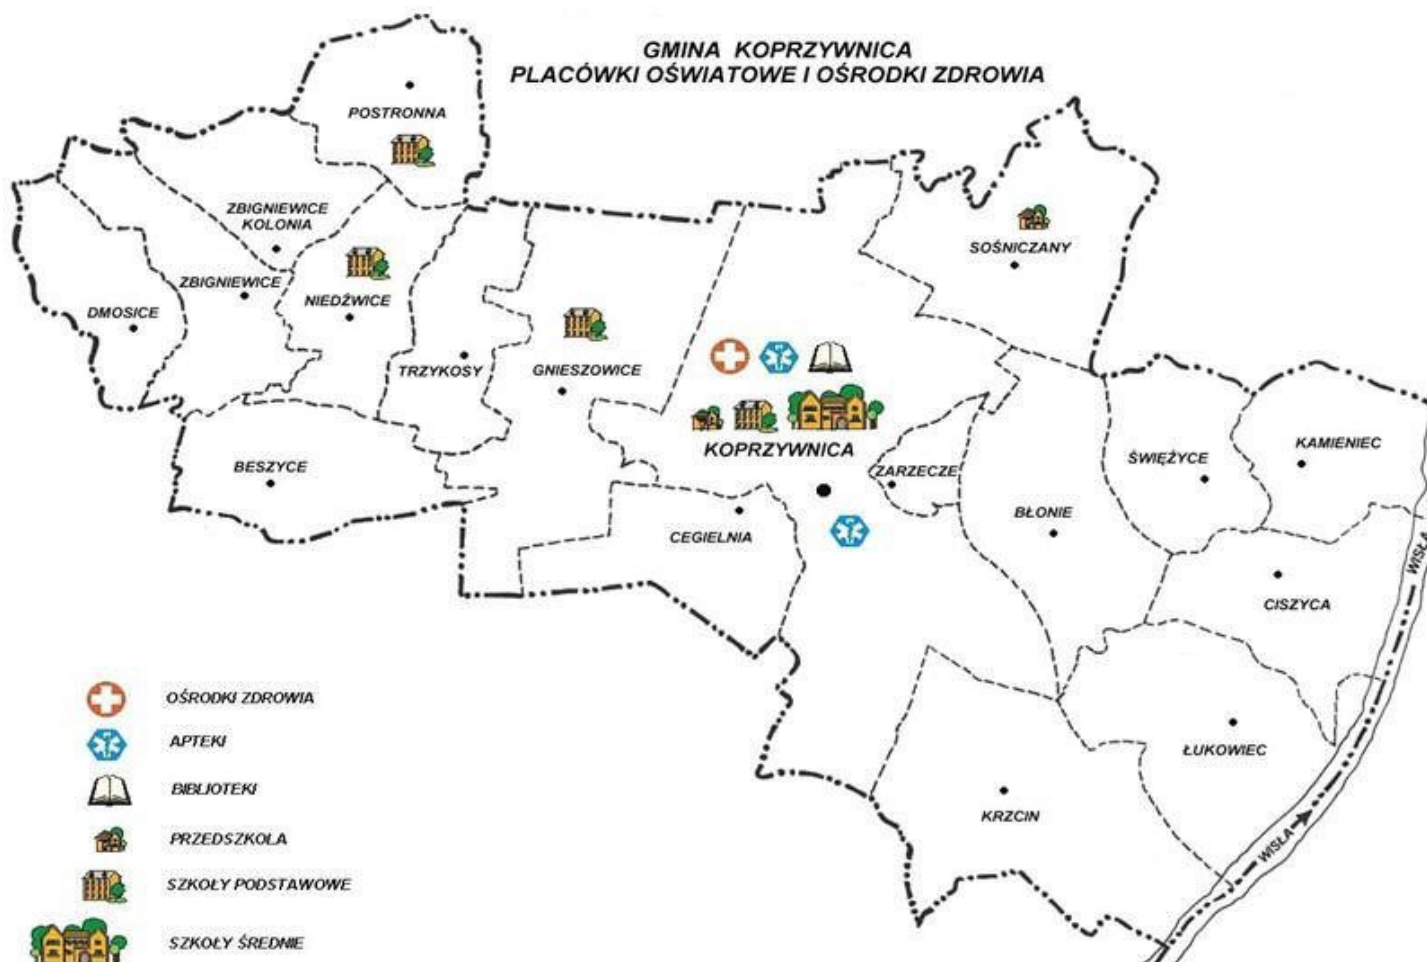 GMINA KOPRZYWNICA
PLACÓWKI OŚWIATOWE I OŚRODKI ZDROWIA
POSTRONNA
ZBIGNIEWICE
KOLONIA
SOŚNICZANY
ZBIGNIEWICE
NIEDŹWICE
DMOSICE
TRZYKOSY
GNIESZOWICE
KOPRZYWNICA
BESZYCE
ZARZECZE
ŚWIĘŻYCE
KAMIENIEC
BŁONIE
CEGIELNIA
WISŁA
CISZYCA
ŁUKOWIEC
KRZCIN
WISŁA
OŚRODKI ZDROWIA
APTEKI
BIBLIOTEKI
PRZEDSZKOLA
SZKOŁY PODSTAWOWE
SZKOŁY ŚREDNIE